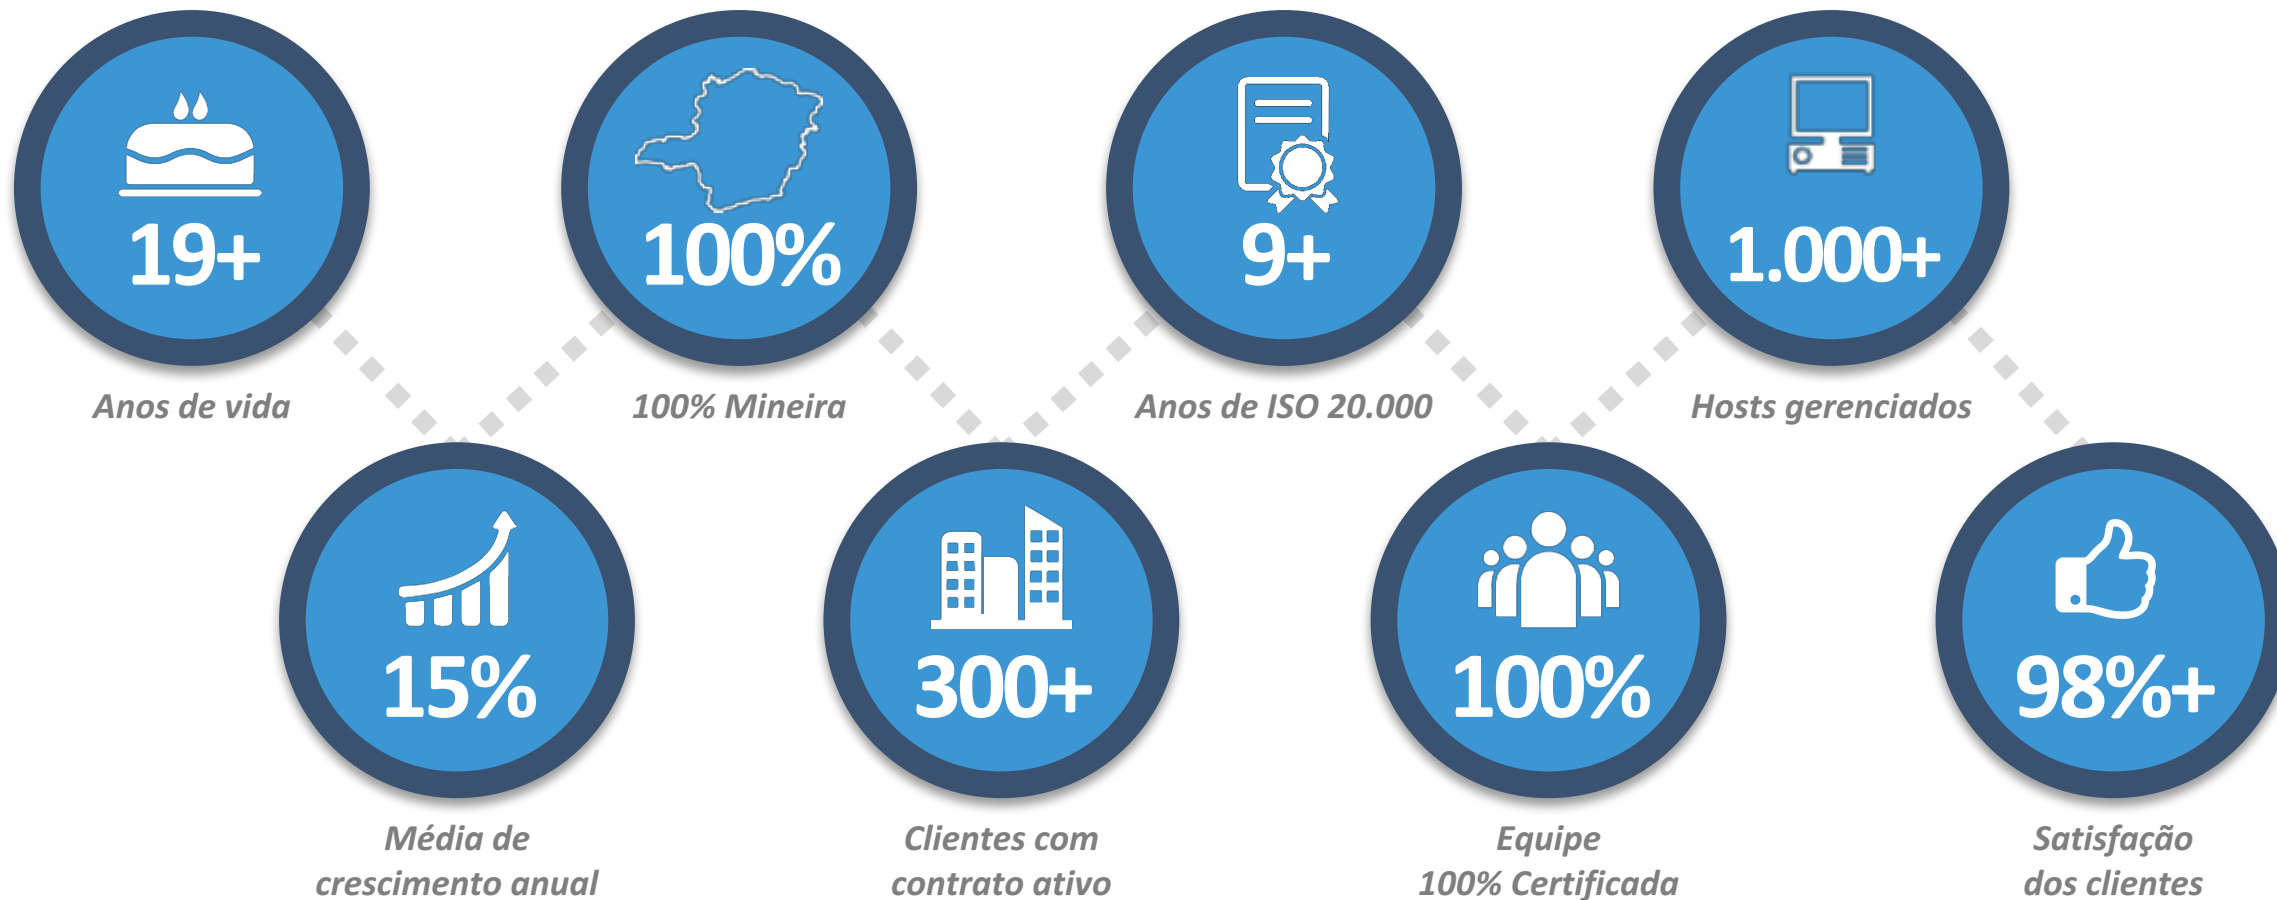 19+
Anos de vida
15%
Média de
crescimento anual
100%
100% Mineira
300+
Clientes com
contrato ativo
9+
Anos de ISO 20.000
100%
Equipe
100% Certificada
1.000+
Hosts gerenciados
98%+
Satisfação
dos clientes